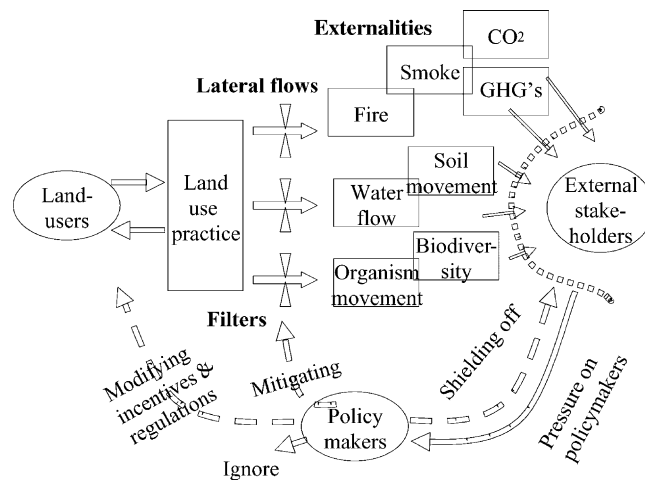 Externalities
CO2
Smoke
GHG's
Lateral flows
Fire
Land-
users
Land
use
practice
Soil
movement
Water
flow
External
stake-
holders
Biodiver-
sity
Organism
movement
Filters
Modifying
incentives &
regulations
Mitigating
Shielding off
Pressure on
policymakers
Policy
makers
Ignore